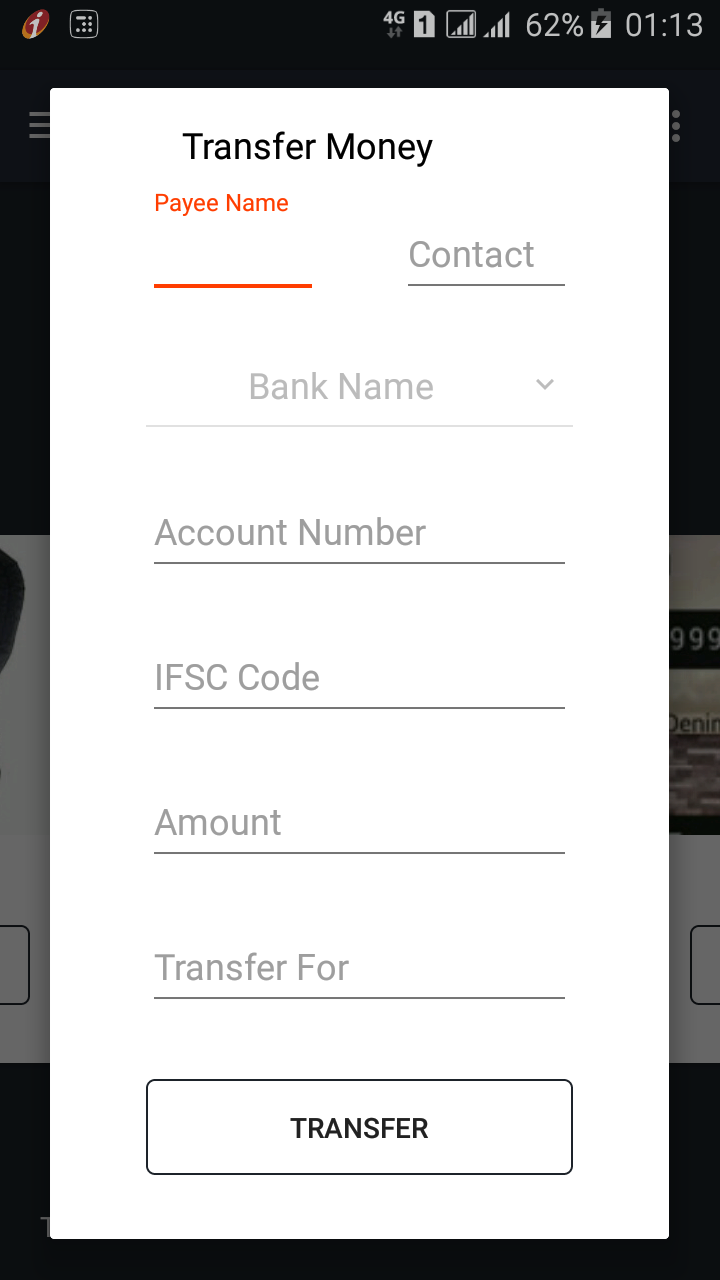 4G 1 62% 01:13
Transfer Money
Payee Name
Contact
Bank Name
Account Number
999
IFSC Code
Denim
Amount
Transfer For
TRANSFER
T